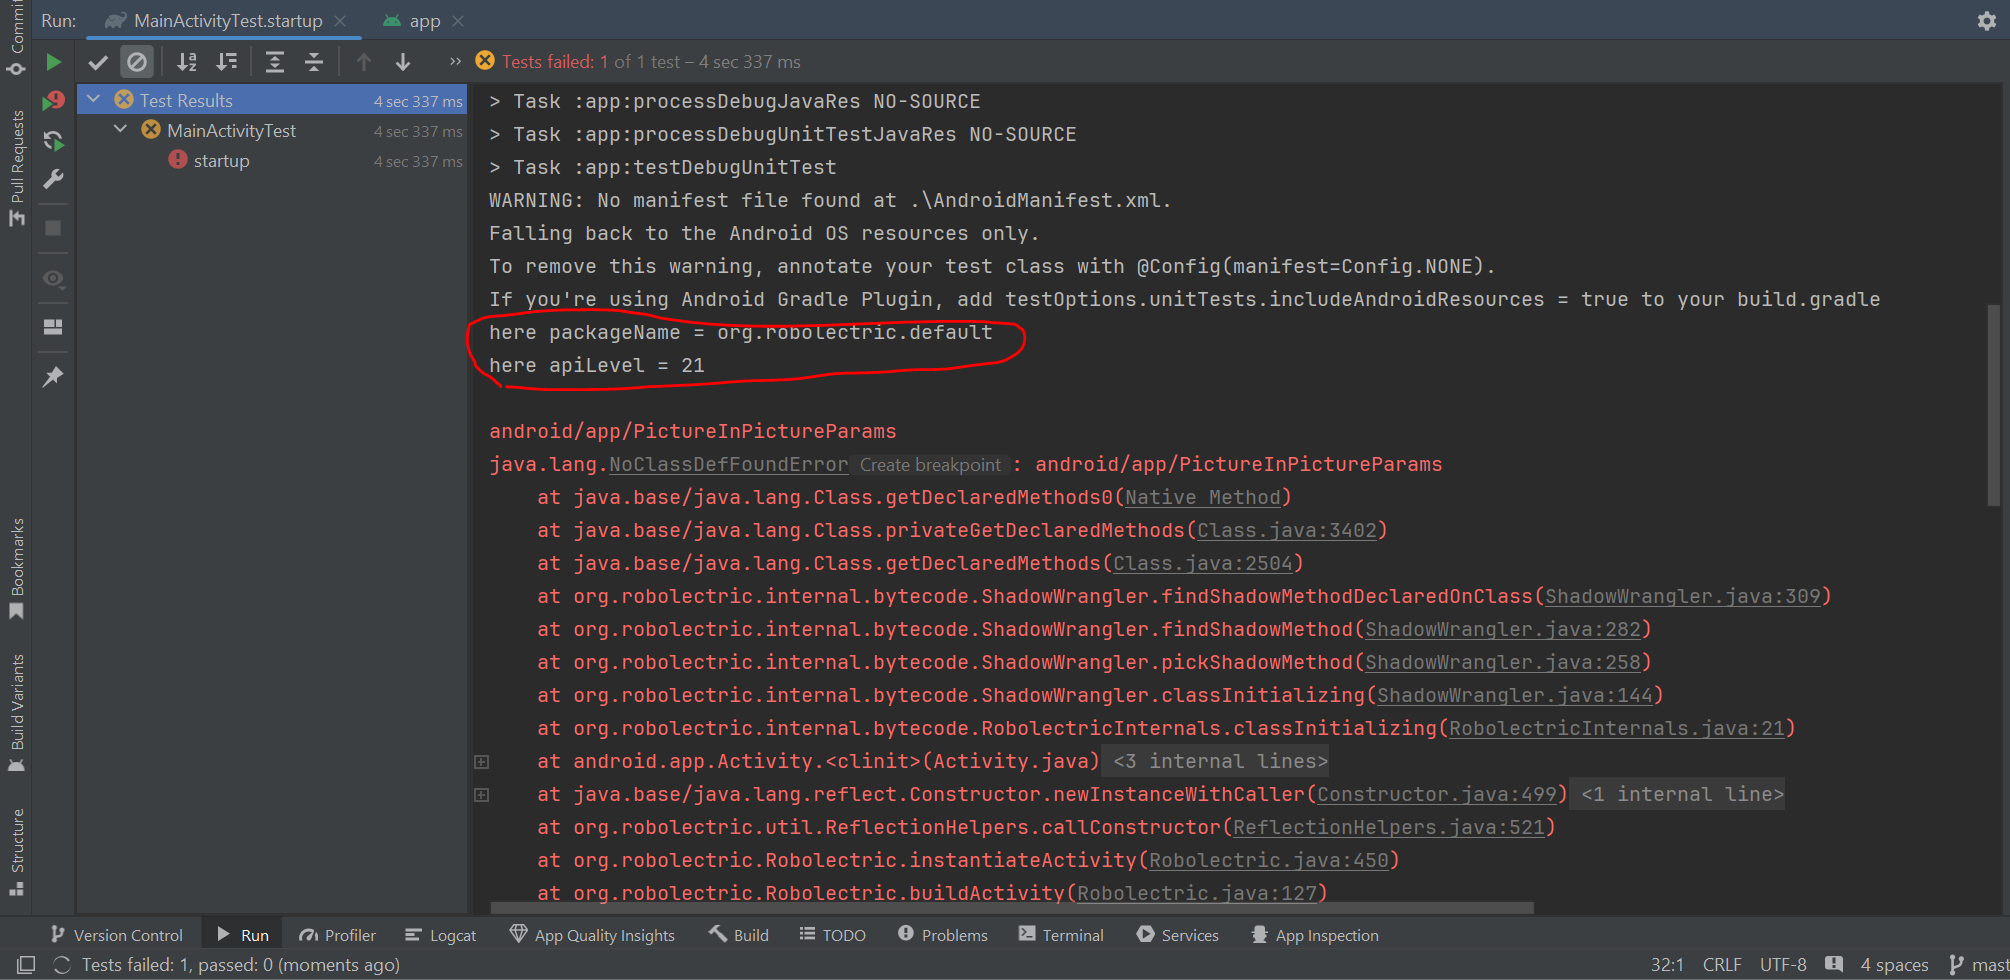 Run: MainActivityTest.startup app
Tests failed: 1 of 1 test – 4 sec 337 ms
Commit
Pull Requests
Bookmarks
Build Variants
Structure
Test Results 4 sec 337 ms
MainActivityTest 4 sec 337 ms
startup 4 sec 337 ms
> Task :app:processDebugJavaRes NO-SOURCE
> Task :app:processDebugUnitTestJavaRes NO-SOURCE
> Task :app:testDebugUnitTest
WARNING: No manifest file found at .\AndroidManifest.xml.
Falling back to the Android OS resources only.
To remove this warning, annotate your test class with @Config(manifest=Config.NONE).
If you're using Android Gradle Plugin, add testOptions.unitTests.includeAndroidResources = true to your build.gradle
here packageName = org.robolectric.default
here apiLevel = 21
android/app/PictureInPictureParams
java.lang.NoClassDefFoundError Create breakpoint : android/app/PictureInPictureParams
at java.base/java.lang.Class.getDeclaredMethods0(Native Method)
at java.base/java.lang.Class.privateGetDeclaredMethods(Class.java:3402)
at java.base/java.lang.Class.getDeclaredMethods(Class.java:2504)
at org.robolectric.internal.bytecode.ShadowWrangler.findShadowMethodDeclaredOnClass(ShadowWrangler.java:309)
at org.robolectric.internal.bytecode.ShadowWrangler.findShadowMethod(ShadowWrangler.java:282)
at org.robolectric.internal.bytecode.ShadowWrangler.pickShadowMethod(ShadowWrangler.java:258)
at org.robolectric.internal.bytecode.ShadowWrangler.classInitializing(ShadowWrangler.java:144)
at org.robolectric.internal.bytecode.RobolectricInternals.classInitializing(RobolectricInternals.java:21)
at android.app.Activity.<clinit>(Activity.java) <3 internal lines>
at java.base/java.lang.reflect.Constructor.newInstanceWithCaller(Constructor.java:499) <1 internal line>
at org.robolectric.util.ReflectionHelpers.callConstructor(ReflectionHelpers.java:521)
at org.robolectric.Robolectric.instantiateActivity(Robolectric.java:450)
at org.robolectric.Robolectric.buildActivity(Robolectric.java:127)
Version Control Run Profiler Logcat App Quality Insights Build TODO Problems Terminal Services App Inspection
Tests failed: 1, passed: 0 (moments ago) 32:1 CRLF UTF-8 4 spaces mast